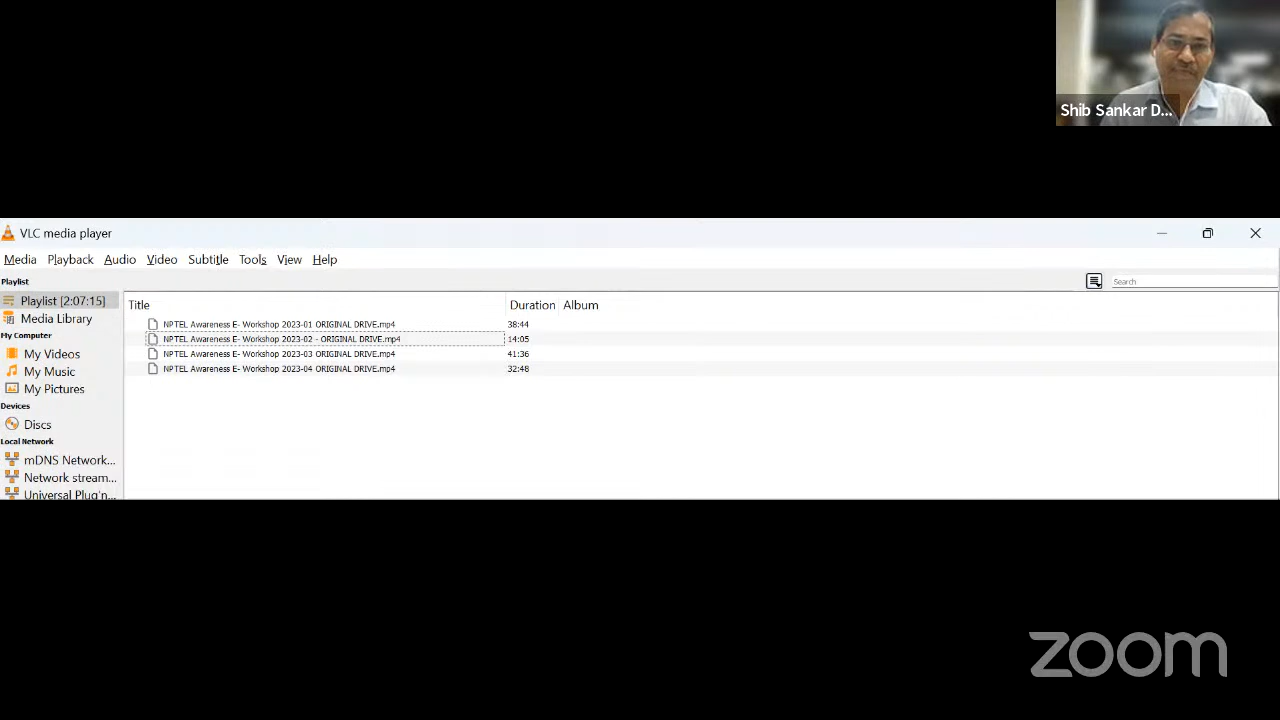 Shib Sankar D...
VLC media player
Media Playback Audio Video Subtitle Tools View Help
Playlist
Search
Playlist [2:07:15]
Title Duration Album
Media Library
NPTEL Awareness E- Workshop 2023-01 ORIGINAL DRIVE.mp4 38:44
My Computer
NPTEL Awareness E- Workshop 2023-02 - ORIGINAL DRIVE.mp4 14:05
My Videos
NPTEL Awareness E- Workshop 2023-03 ORIGINAL DRIVE.mp4 41:36
My Music
NPTEL Awareness E- Workshop 2023-04 ORIGINAL DRIVE.mp4 32:48
My Pictures
Devices
Discs
Local Network
mDNS Network...
Network stream...
Universal Plug'n...
zoom